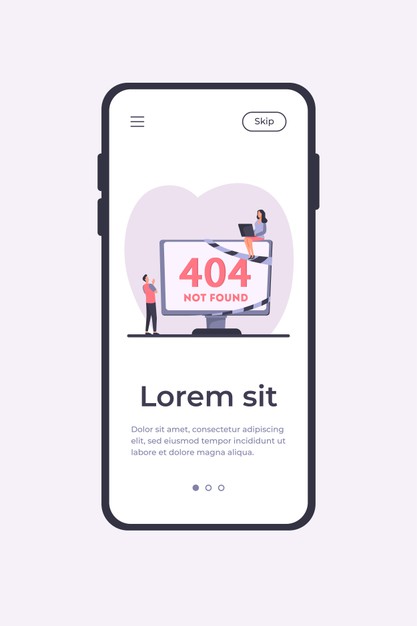 Skip
404
NOT FOUND
Lorem sit
Dolor sit amet, consectetur adipiscing
elit, sed eiusmod tempor incididunt ut
labore et dolore magna aliqua.